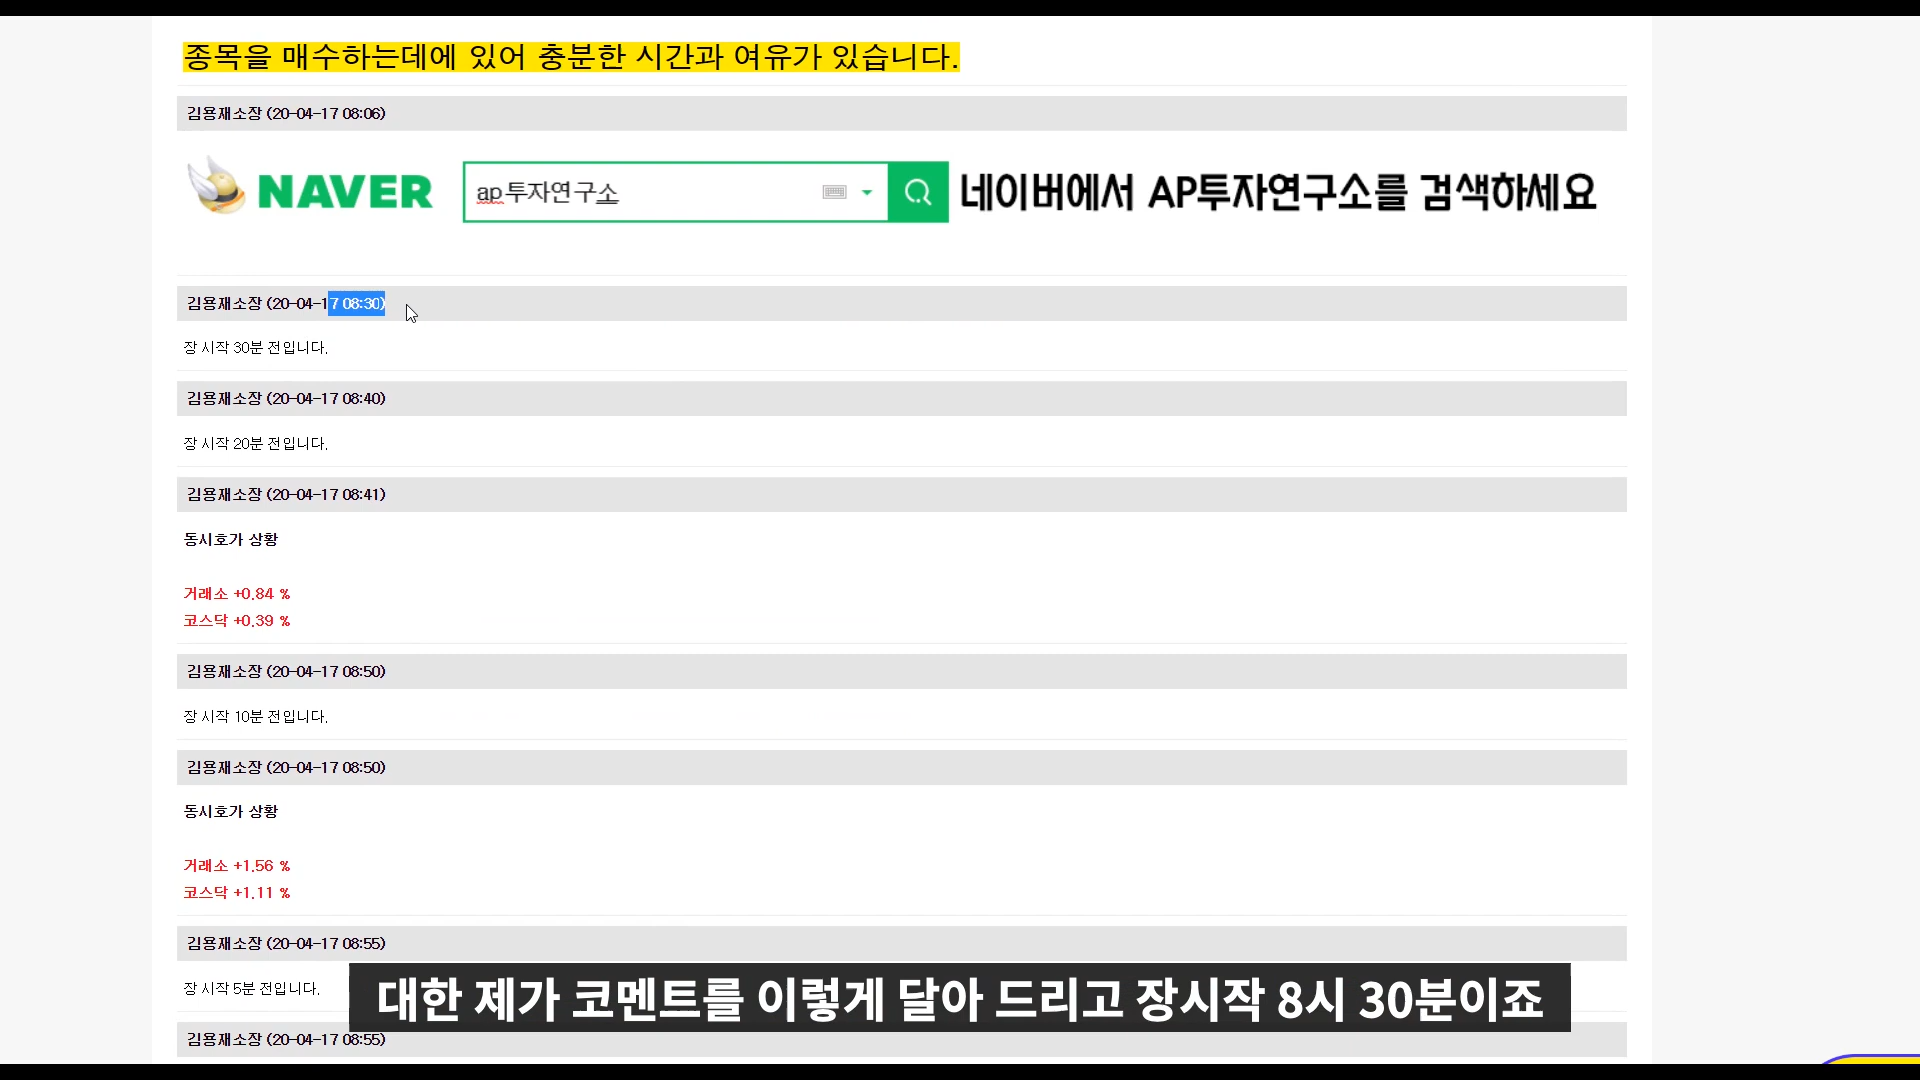 종목을 매수하는데에 있어 충분한 시간과 여유가 있습니다.
김용재소장 (20-04-17 08:06)
NAVER ap투자연구소 네이버에서 AP투자연구소를 검색하세요
김용재소장 (20-04-17 08:30)
장 시작 30분 전입니다.
김용재소장 (20-04-17 08:40)
장 시작 20분 전입니다.
김용재소장 (20-04-17 08:41)
동시호가 상황
거래소 +0.84 %
코스닥 +0.39 %
김용재소장 (20-04-17 08:50)
장 시작 10분 전입니다.
김용재소장 (20-04-17 08:50)
동시호가 상황
거래소 +1.56 %
코스닥 +1.11 %
김용재소장 (20-04-17 08:55)
장 시작 5분 전입니다.
대한 제가 코멘트를 이렇게 달아 드리고 장시작 8시 30분이죠
김용재소장 (20-04-17 08:55)